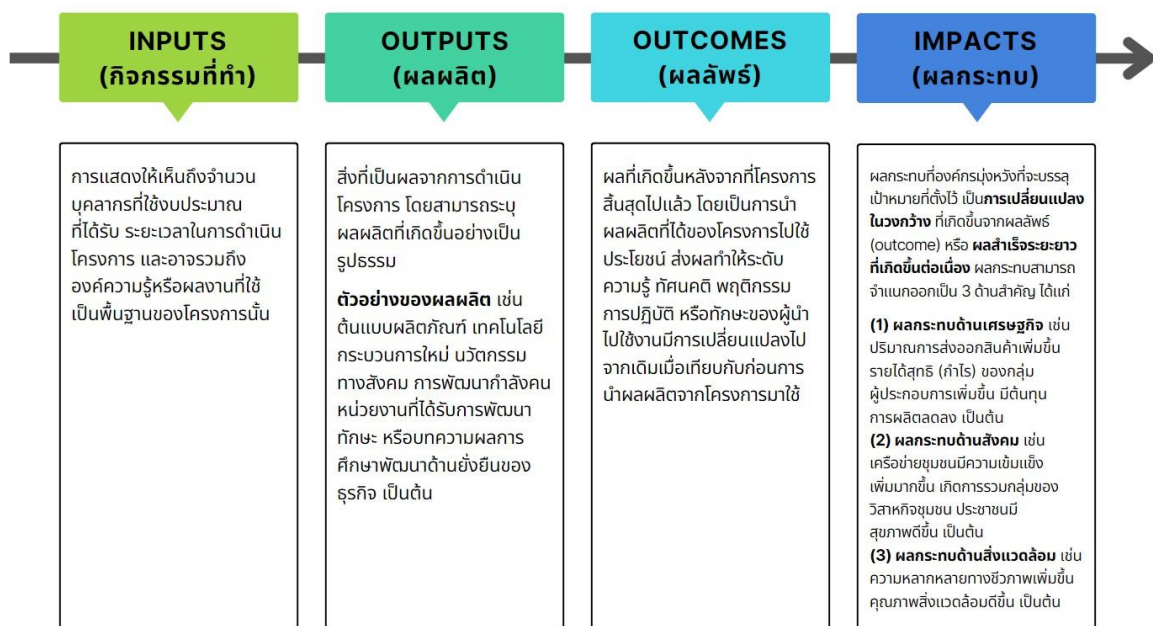 INPUTS
(กิจกรรมที่ทำ)
การแสดงให้เห็นถึงจำนวน
บุคลากรที่ใช้งบประมาณ
ที่ได้รับ ระยะเวลาในการดำเนิน
โครงการ และอาจรวมถึง
องค์ความรู้หรือผลงานที่ใช้
เป็นพื้นฐานของโครงการนั้น
OUTPUTS
(ผลผลิต)
สิ่งที่เป็นผลจากการดำเนิน
โครงการ โดยสามารถระบุ
ผลผลิตที่เกิดขึ้นอย่างเป็น
รูปธรรม
ตัวอย่างของผลผลิต เช่น
ต้นแบบผลิตภัณฑ์ เทคโนโลยี
กระบวนการใหม่ นวัตกรรม
ทางสังคม การพัฒนากำลังคน
หน่วยงานที่ได้รับการพัฒนา
ทักษะ หรือบทความผลการ
ศึกษาพัฒนาด้านยั่งยืนของ
ธุรกิจ เป็นต้น
OUTCOMES
(ผลลัพธ์)
ผลที่เกิดขึ้นหลังจากที่โครงการ
สิ้นสุดไปแล้ว โดยเป็นการนำ
ผลผลิตที่ได้ของโครงการไปใช้
ประโยชน์ ส่งผลทำให้ระดับ
ความรู้ ทัศนคติ พฤติกรรม
การปฏิบัติ หรือทักษะของผู้นำ
ไปใช้งานมีการเปลี่ยนแปลงไป
จากเดิมเมื่อเทียบกับก่อนการ
นำผลผลิตจากโครงการมาใช้
IMPACTS
(ผลกระทบ)
ผลกระทบที่องค์กรมุ่งหวังที่จะบรรลุ
เป้าหมายที่ตั้งไว้ เป็นการเปลี่ยนแปลง
ในวงกว้าง ที่เกิดขึ้นจากผลลัพธ์
(outcome) หรือ ผลสำเร็จระยะยาว
ที่เกิดขึ้นต่อเนื่อง ผลกระทบสามารถ
จำแนกออกเป็น 3 ด้านสำคัญ ได้แก่
(1) ผลกระทบด้านเศรษฐกิจ เช่น
ปริมาณการส่งออกสินค้าเพิ่มขึ้น
รายได้สุทธิ (กำไร) ของกลุ่ม
ผู้ประกอบการเพิ่มขึ้น มีต้นทุน
การผลิตลดลง เป็นต้น
(2) ผลกระทบด้านสังคม เช่น
เครือข่ายชุมชนมีความเข้มแข็ง
เพิ่มมากขึ้น เกิดการรวมกลุ่มของ
วิสาหกิจชุมชน ประชาชนมี
สุขภาพดีขึ้น เป็นต้น
(3) ผลกระทบด้านสิ่งแวดล้อม เช่น
ความหลากหลายทางชีวภาพเพิ่มขึ้น
คุณภาพสิ่งแวดล้อมดีขึ้น เป็นต้น